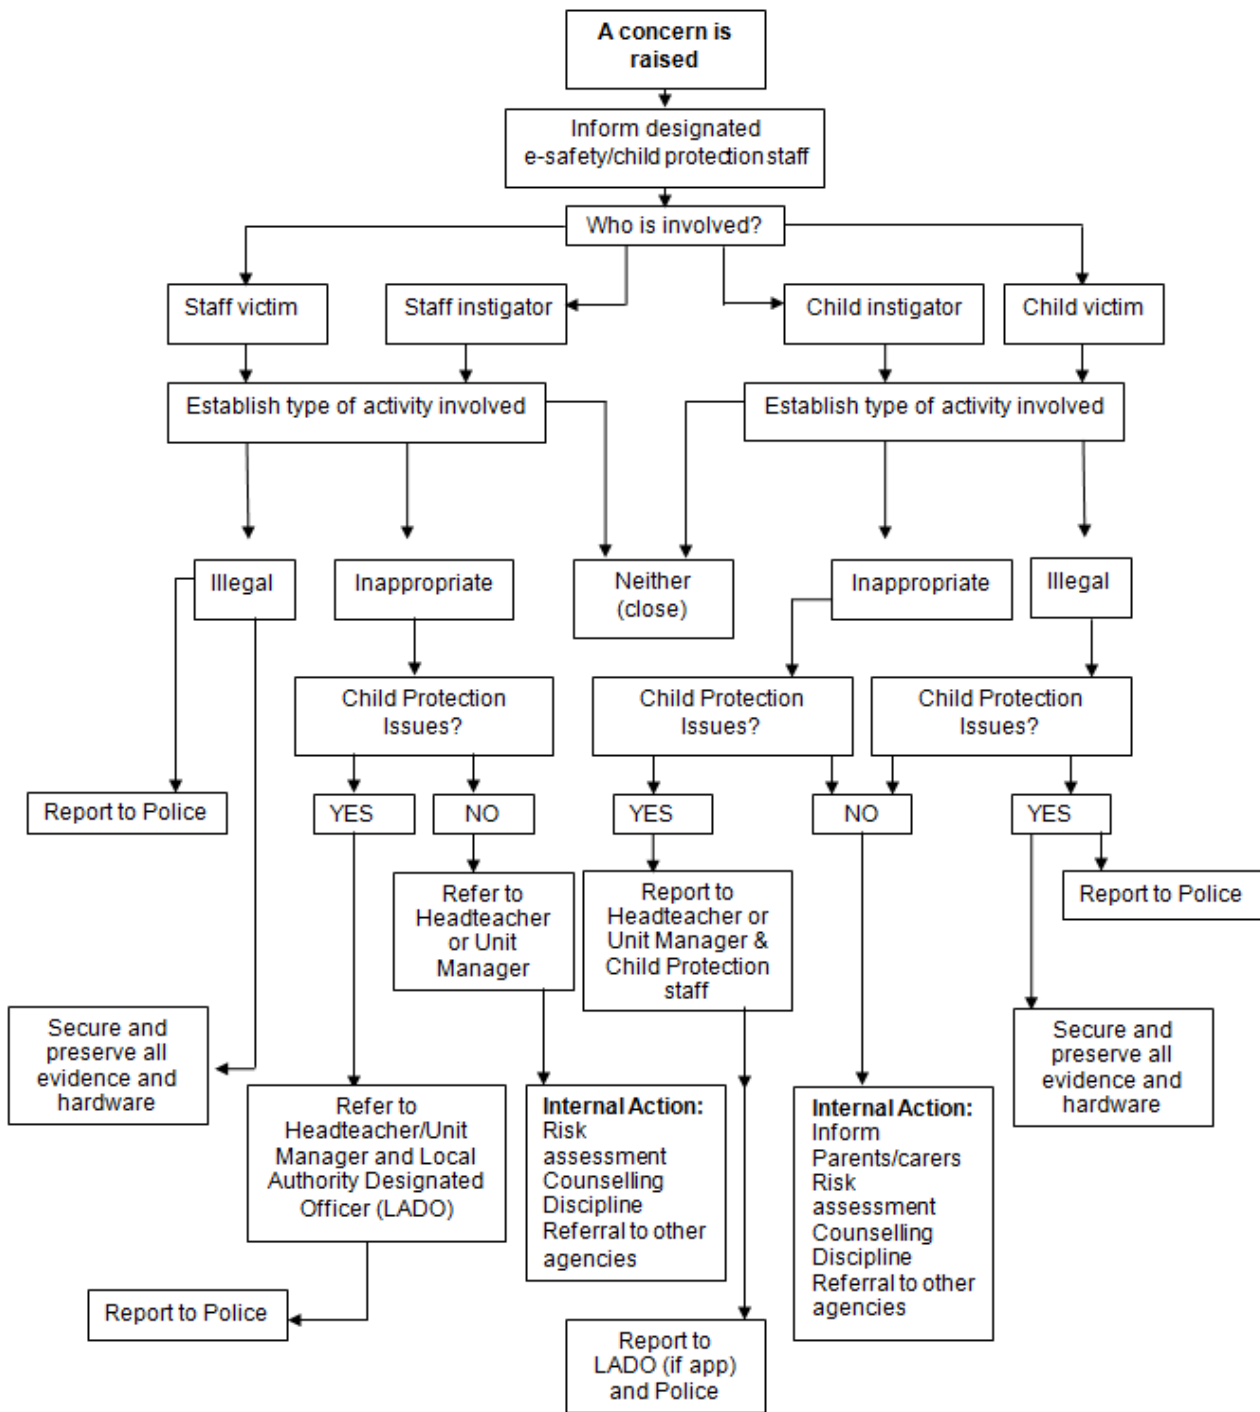 A concern is
raised
Inform designated
e-safety/child protection staff
Who is involved?
Staff victim
Staff instigator
Child instigator
Child victim
Establish type of activity involved
Establish type of activity involved
Illegal
Inappropriate
Neither
(close)
Inappropriate
Illegal
Child Protection
Issues?
Child Protection
Issues?
Child Protection
Issues?
Report to Police
YES
NO
YES
NO
YES
Refer to
Headteacher
or Unit
Manager
Report to
Headteacher or
Unit Manager &
Child Protection
staff
Report to Police
Secure and
preserve all
evidence and
hardware
Secure and
preserve all
evidence and
hardware
Refer to
Headteacher/Unit
Manager and Local
Authority Designated
Officer (LADO)
Internal Action:
Risk
assessment
Counselling
Discipline
Referral to other
agencies
Internal Action:
Inform
Parents/carers
Risk
assessment
Counselling
Discipline
Referral to other
agencies
Report to Police
Report to
LADO (if app)
and Police